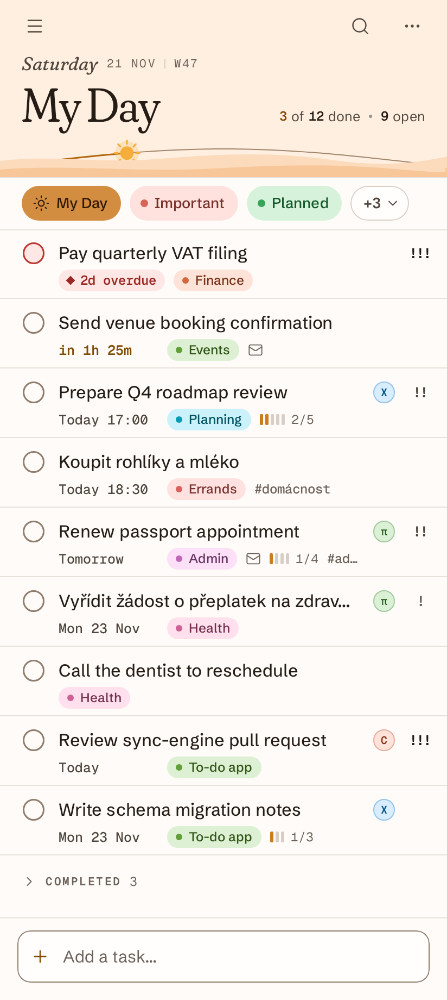 Saturday 21 NOV | W47
My Day
3 of 12 done • 9 open
My Day
Important
Planned
+3
Pay quarterly VAT filing !!!
2d overdue Finance
Send venue booking confirmation
in 1h 25m Events
Prepare Q4 roadmap review X !!
Today 17:00 Planning 2/5
Koupit rohlíky a mléko
Today 18:30 Errands #domácnost
Renew passport appointment π !!
Tomorrow Admin 1/4 #ad…
Vyřídit žádost o přeplatek na zdrav… π !
Mon 23 Nov Health
Call the dentist to reschedule
Health
Review sync-engine pull request C !!!
Today To-do app
Write schema migration notes X
Mon 23 Nov To-do app 1/3
COMPLETED 3
+ Add a task…